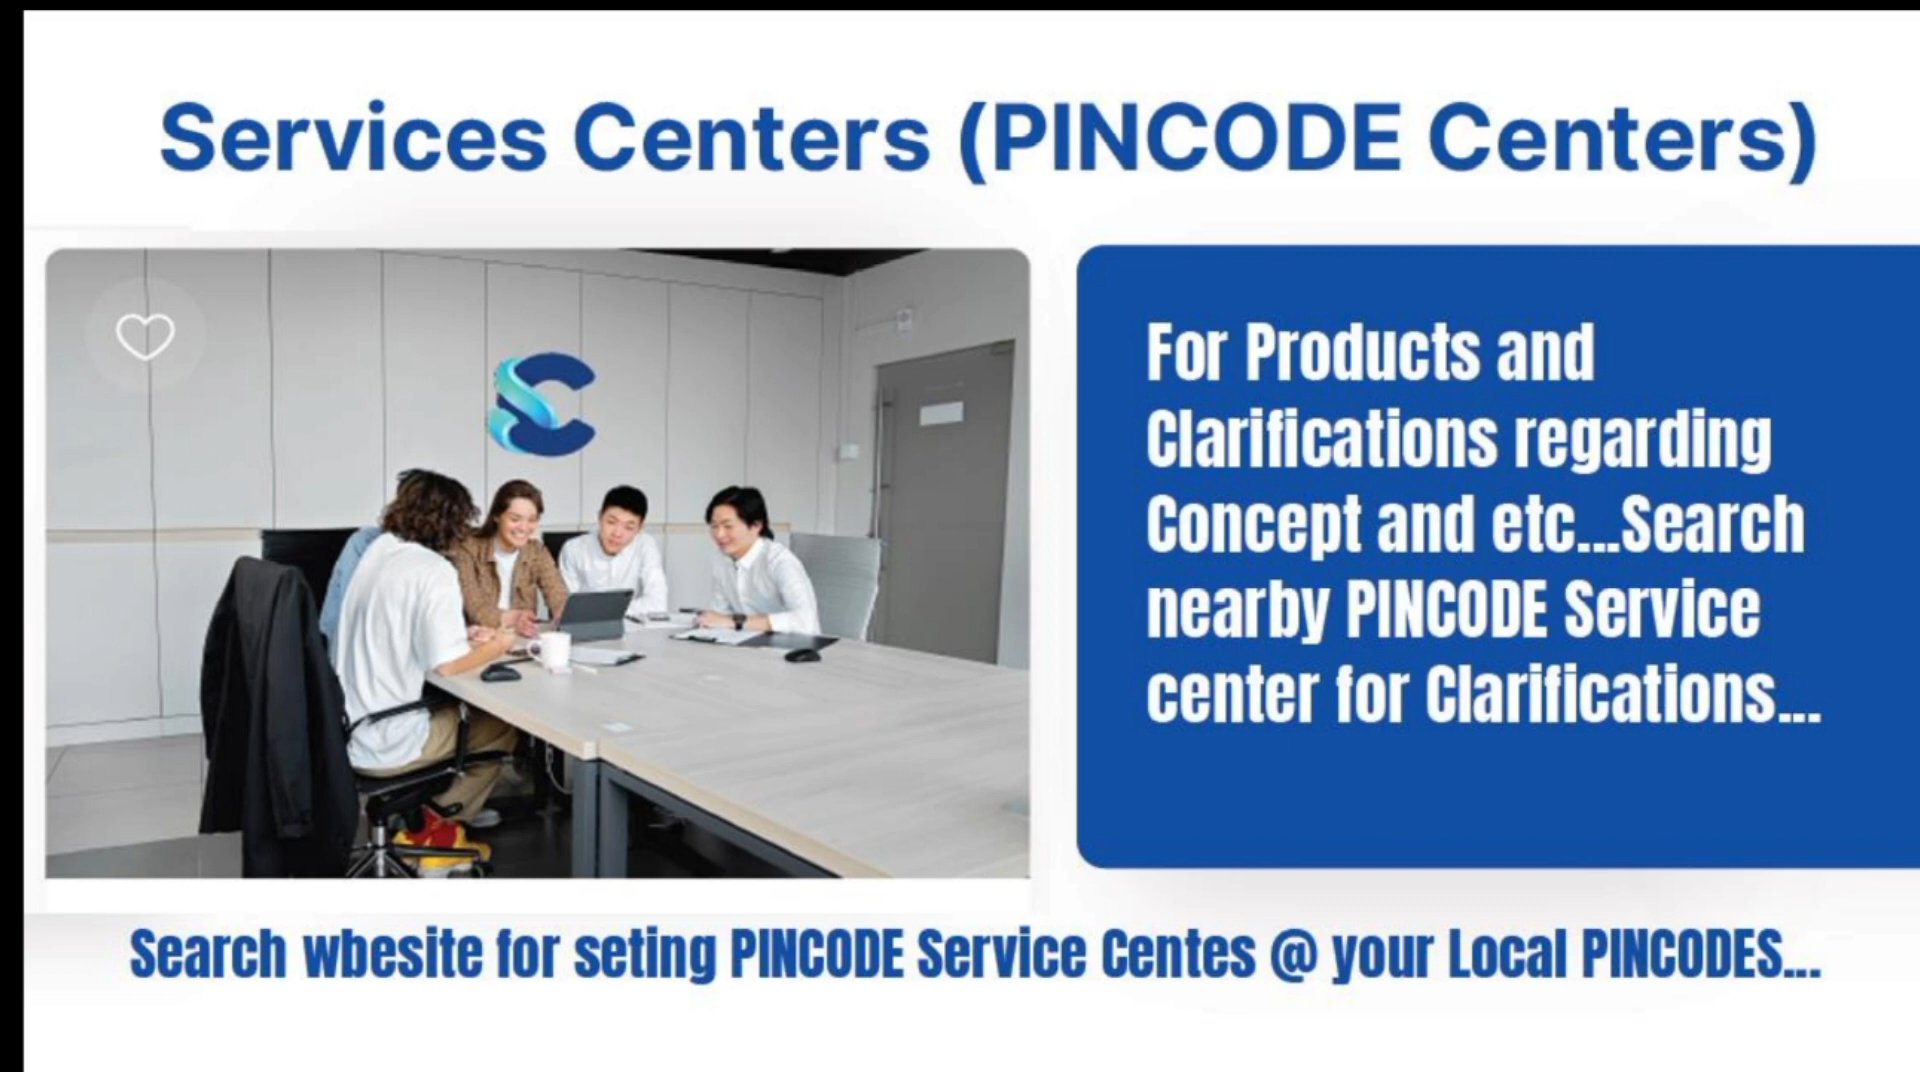 Services Centers (PINCODE Centers)
For Products and
Clarifications regarding
Concept and etc...Search
nearby PINCODE Service
center for Clarifications...
Search wbesite for seting PINCODE Service Centes @ your Local PINCODES...